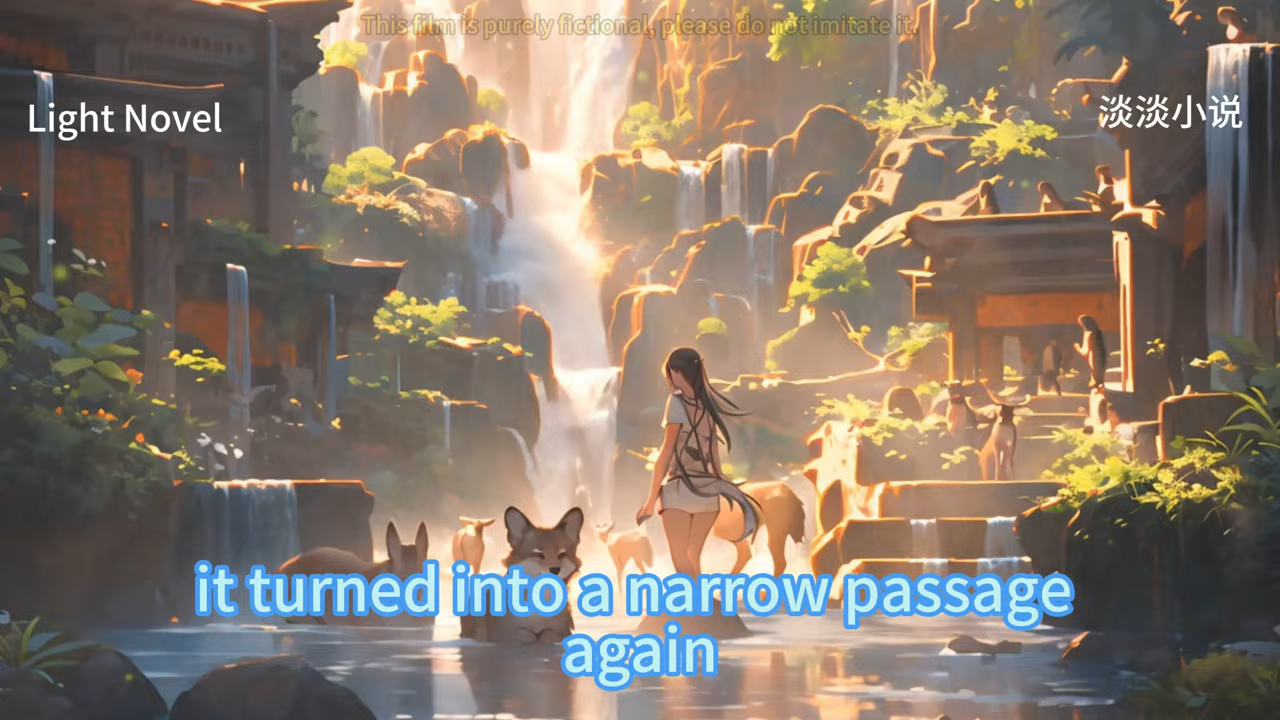 This film is purely fictional, please do not imitate it.
Light Novel
淡淡小说
it turned into a narrow passage
again